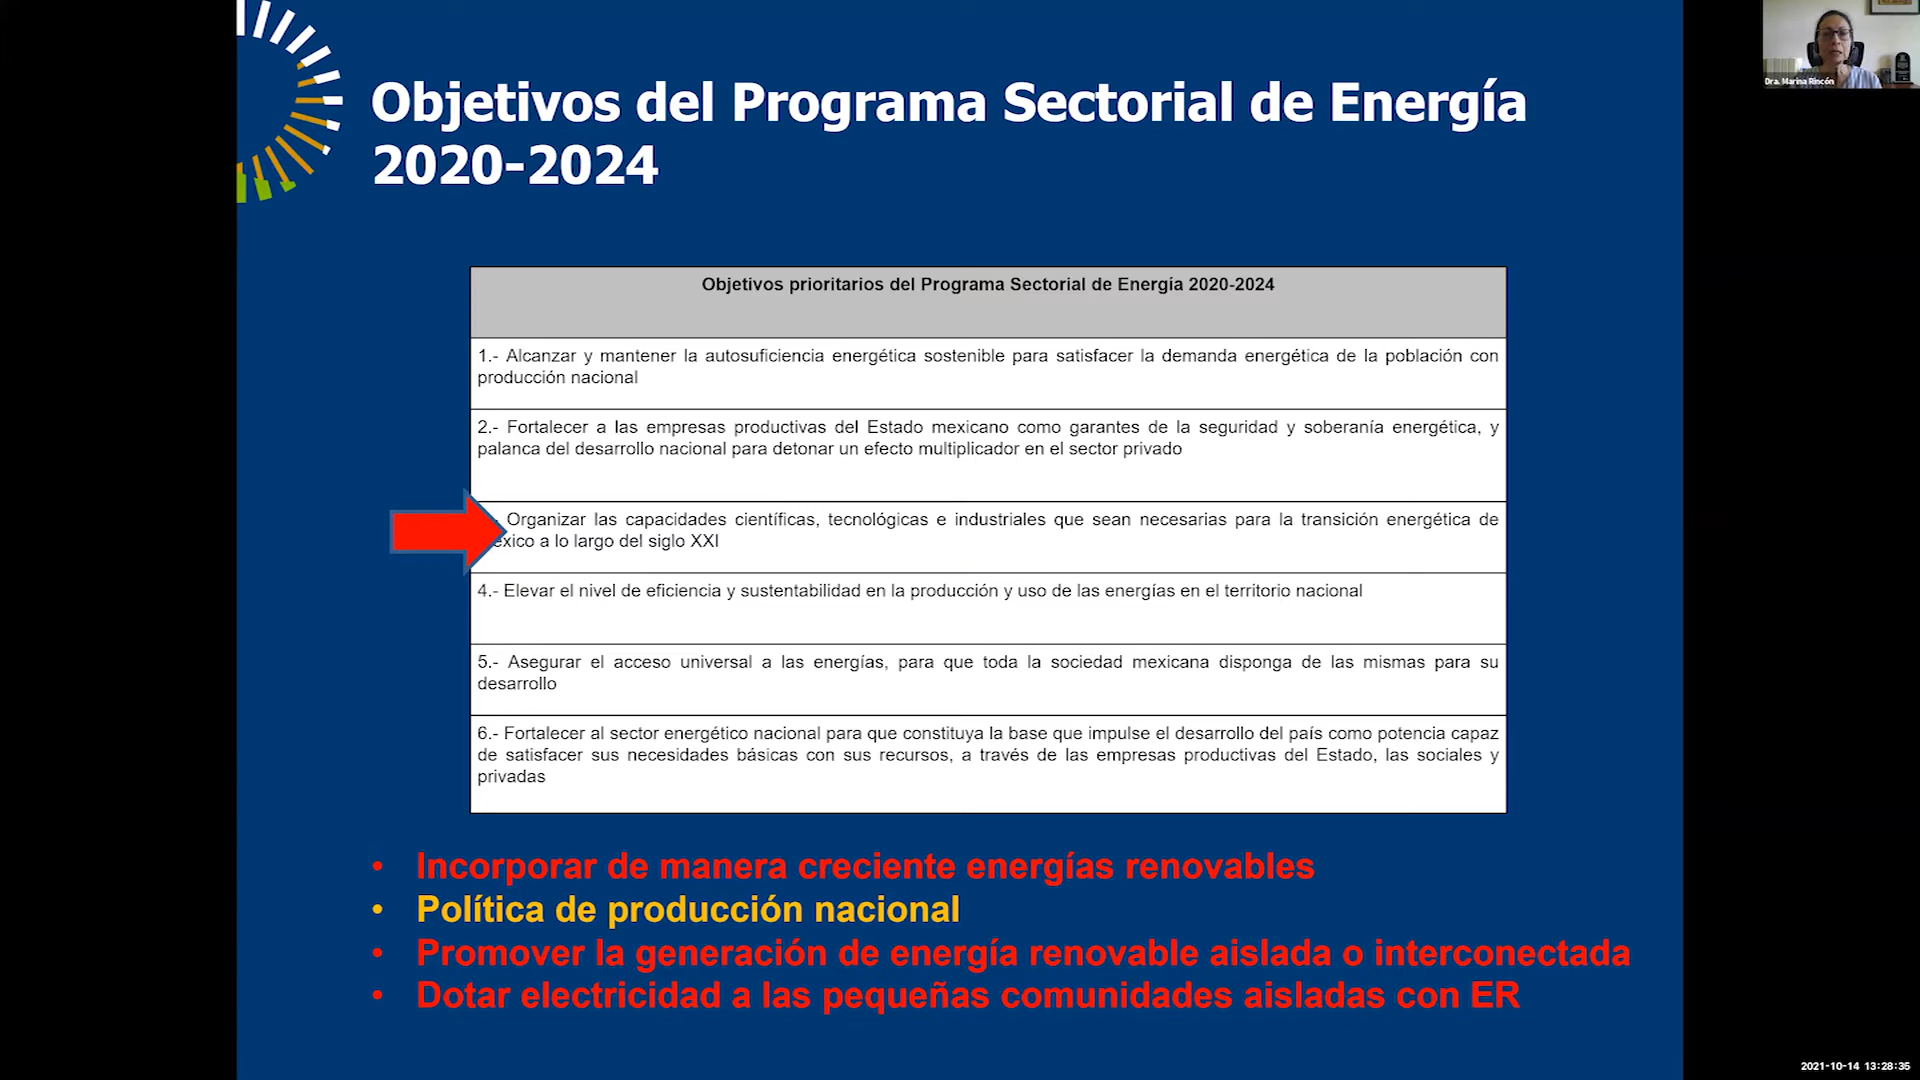 Objetivos del Programa Sectorial de Energía
2020-2024
Objetivos prioritarios del Programa Sectorial de Energía 2020-2024
1.- Alcanzar y mantener la autosuficiencia energética sostenible para satisfacer la demanda energética de la población con
producción nacional
2.- Fortalecer a las empresas productivas del Estado mexicano como garantes de la seguridad y soberanía energética, y
palanca del desarrollo nacional para detonar un efecto multiplicador en el sector privado
Organizar las capacidades científicas, tecnológicas e industriales que sean necesarias para la transición energética de
exico a lo largo del siglo XXI
4.- Elevar el nivel de eficiencia y sustentabilidad en la producción y uso de las energías en el territorio nacional
5.- Asegurar el acceso universal a las energías, para que toda la sociedad mexicana disponga de las mismas para su
desarrollo
6.- Fortalecer al sector energético nacional para que constituya la base que impulse el desarrollo del país como potencia capaz
de satisfacer sus necesidades básicas con sus recursos, a través de las empresas productivas del Estado, las sociales y
privadas
• Incorporar de manera creciente energías renovables
• Política de producción nacional
• Promover la generación de energía renovable aislada o interconectada
• Dotar electricidad a las pequeñas comunidades aisladas con ER
Dra. Marina Rincón
2021-10-14 13:28:35